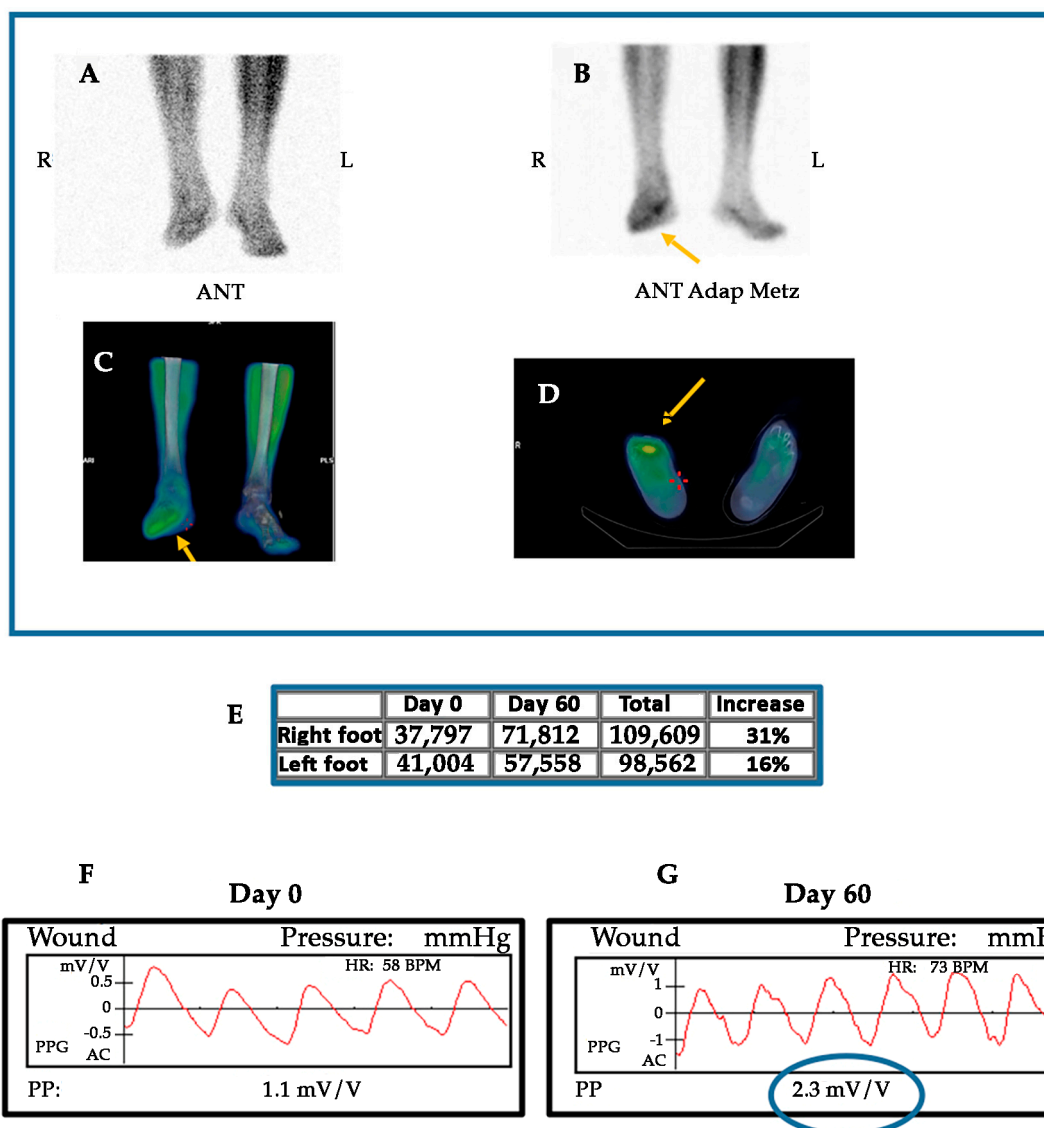 A
B
R
L
R
L
ANT
ANT Adap Metz
C
D
ARI
PLS
R
E
Day 0 Day 60 Total Increase
Right foot 37,797 71,812 109,609 31%
Left foot 41,004 57,558 98,562 16%
F
G
Day 0
Day 60
Wound Pressure: mmHg
mV/V HR: 58 BPM
0.5
0
-0.5
PPG AC
PP: 1.1 mV/V
Wound Pressure:
mV/V HR: 73 BPM
1
0
-1
PPG AC
PP 2.3 mV/V